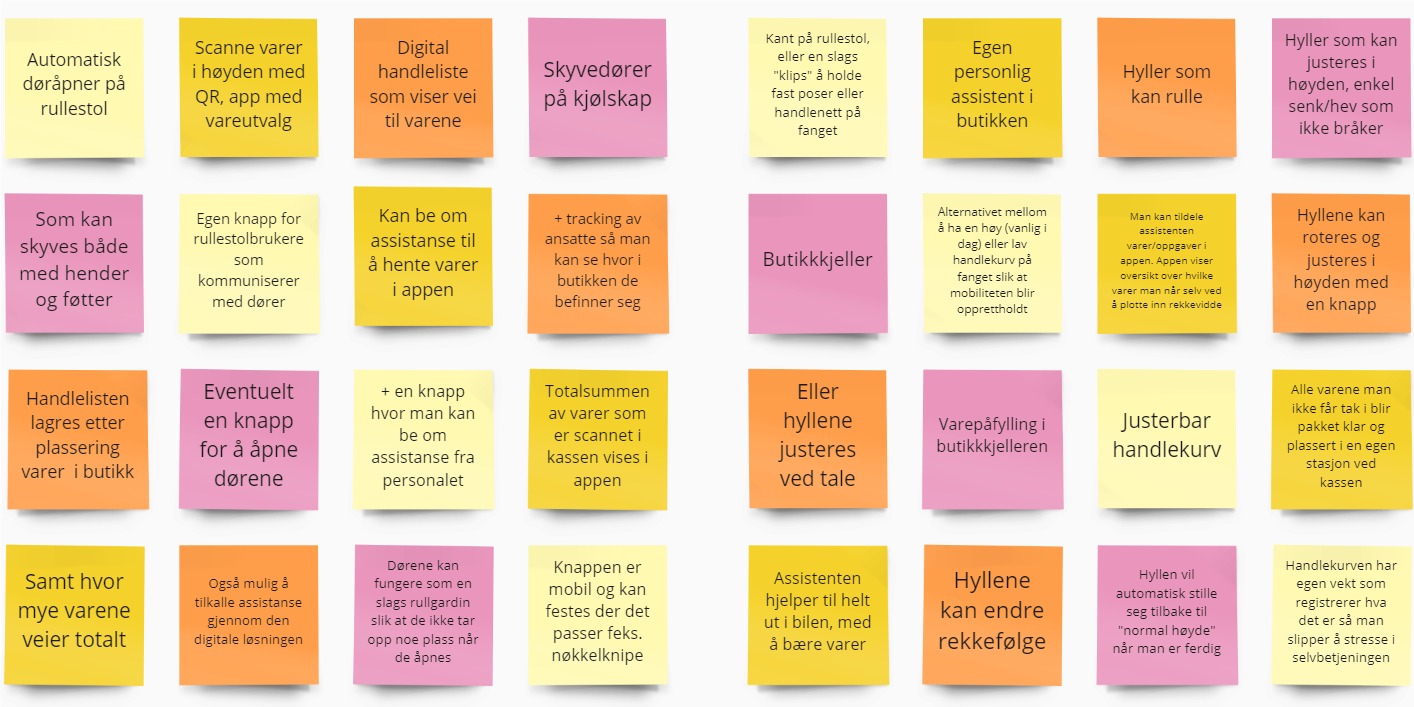 Automatisk
døråpner på
rullestol
Scanne varer
i høyden med
QR, app med
vareutvalg
Digital
handleliste
som viser vei
til varene
Skyvedører
på kjølskap
Kant på rullestol,
eller en slags
"klips" å holde
fast poser eller
handlenett på
fanget
Egen
personlig
assistent i
butikken
Hyller som
kan rulle
Hyller som kan
justeres i
høyden, enkel
senk/hev som
ikke bråker
Som kan
skyves både
med hender
og føtter
Egen knapp for
rullestolbrukere
som
kommuniserer
med dører
Kan be om
assistanse til
å hente varer
i appen
+ tracking av
ansatte så man
kan se hvor i
butikken de
befinner seg
Butikkkjeller
Alternativet mellom
å ha en høy (vanlig i
dag) eller lav
handlekurv på
fanget slik at
mobiliteten blir
opprettholdt
Man kan tildele
assistenten
varer/oppgaver i
appen. Appen viser
oversikt over hvilke
varer man når selv ved
å plotte inn rekkevidde
Hyllene kan
roteres og
justeres i
høyden med
en knapp
Handlelisten
lagres etter
plassering
varer i butikk
Eventuelt
en knapp
for å åpne
dørene
+ en knapp
hvor man kan
be om
assistanse fra
personalet
Totalsummen
av varer som
er scannet i
kassen vises i
appen
Eller
hyllene
justeres
ved tale
Varepåfylling i
butikkkjelleren
Justerbar
handlekurv
Alle varene man
ikke får tak i blir
pakket klar og
plassert i en egen
stasjon ved
kassen
Samt hvor
mye varene
veier totalt
Også mulig å
tilkalle assistanse
gjennom den
digitale løsningen
Dørene kan
fungere som en
slags rullgardin
slik at de ikke tar
opp noe plass når
de åpnes
Knappen er
mobil og kan
festes der det
passer feks.
nøkkelknipe
Assistenten
hjelper til helt
ut i bilen, med
å bære varer
Hyllene
kan endre
rekkefølge
Hyllen vil
automatisk stille
seg tilbake til
"normal høyde"
når man er ferdig
Handlekurven har
egen vekt som
registrerer hva
det er så man
slipper å stresse i
selvbetjeningen